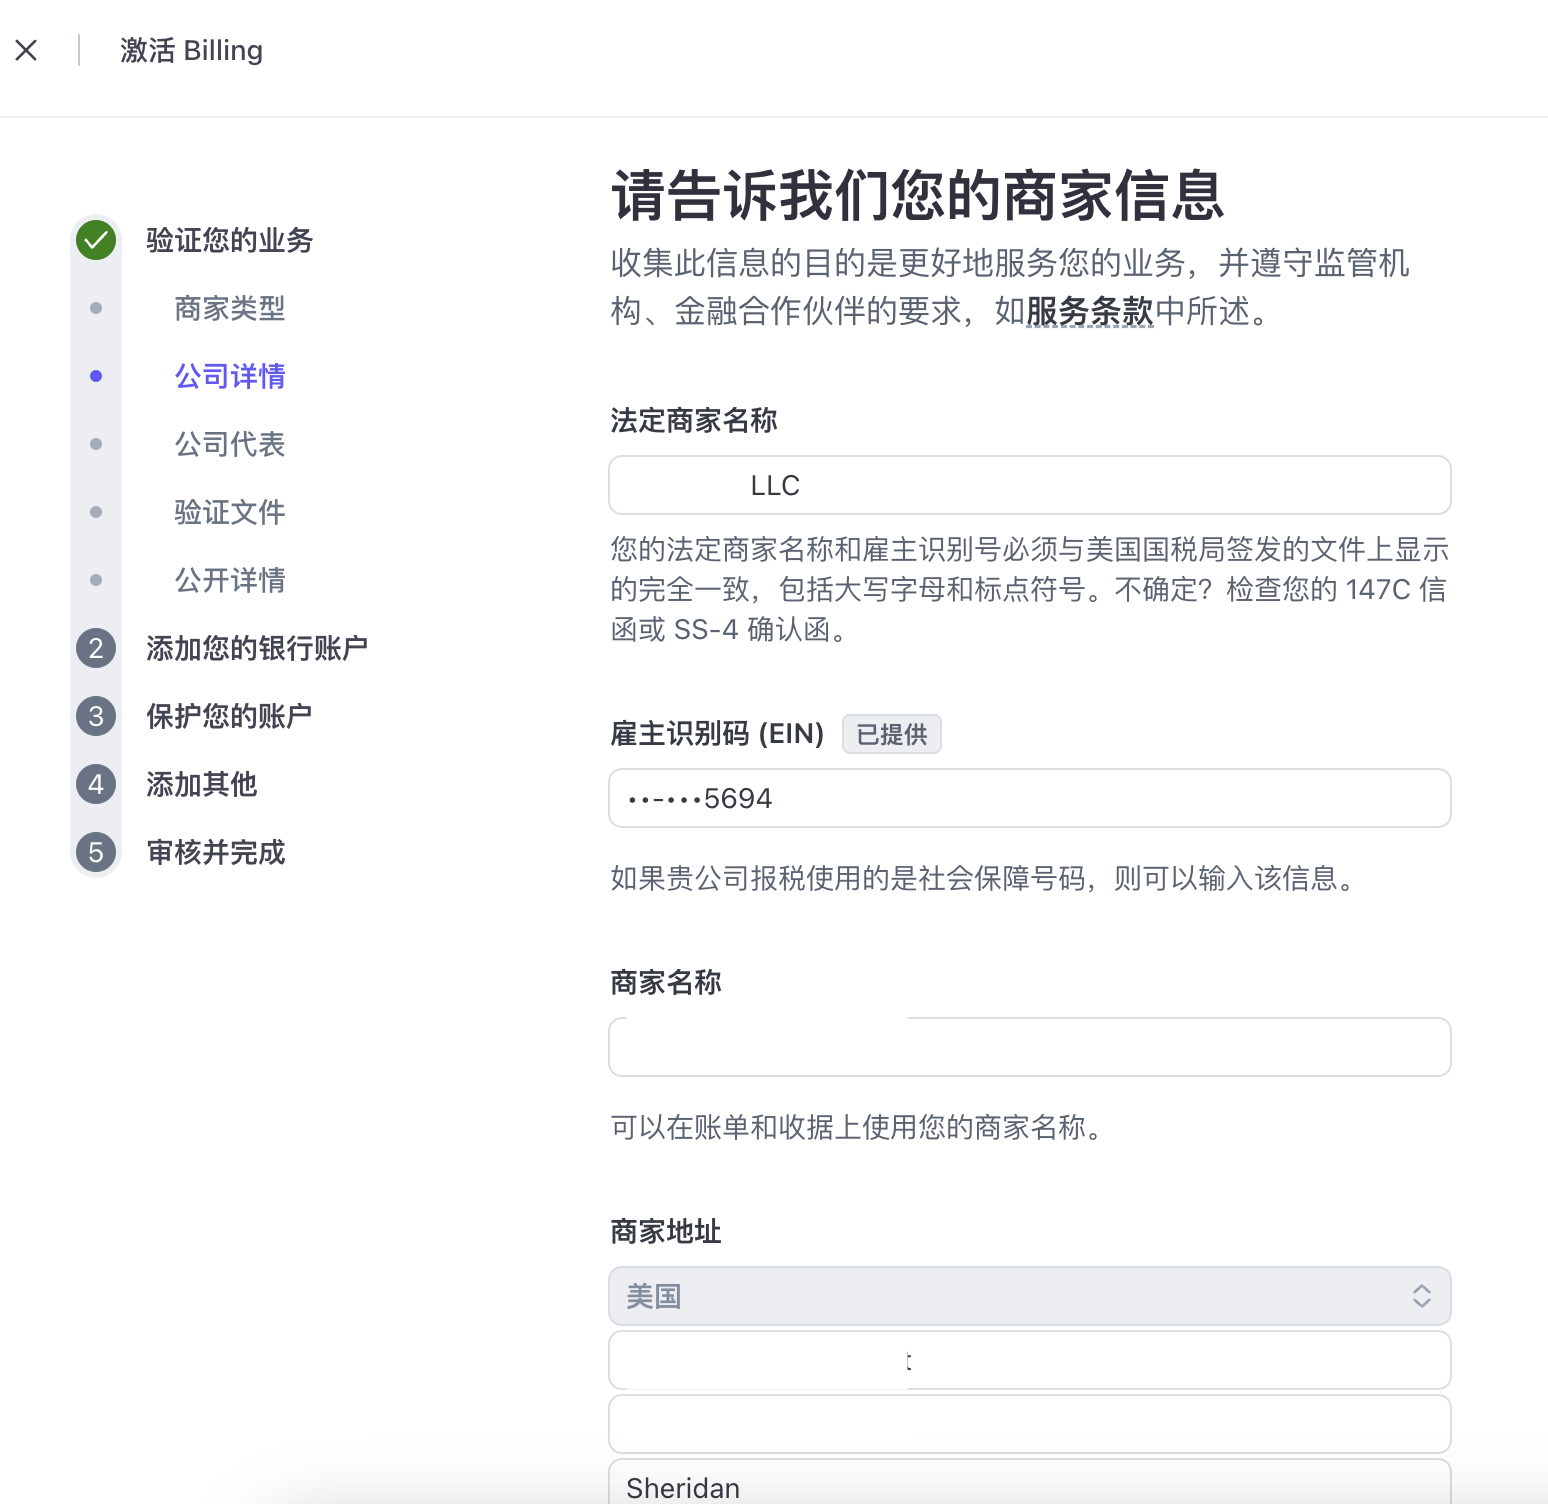 激活 Billing
验证您的业务
商家类型
公司详情
公司代表
验证文件
公开详情
2 添加您的银行账户
3 保护您的账户
4 添加其他
5 审核并完成
请告诉我们您的商家信息
收集此信息的目的是更好地服务您的业务，并遵守监管机
构、金融合作伙伴的要求，如服务条款中所述。
法定商家名称
LLC
您的法定商家名称和雇主识别号必须与美国国税局签发的文件上显示
的完全一致，包括大写字母和标点符号。不确定？检查您的 147C 信
函或 SS-4 确认函。
雇主识别码 (EIN) 已提供
••-•••5694
如果贵公司报税使用的是社会保障号码，则可以输入该信息。
商家名称
可以在账单和收据上使用您的商家名称。
商家地址
美国
Sheridan